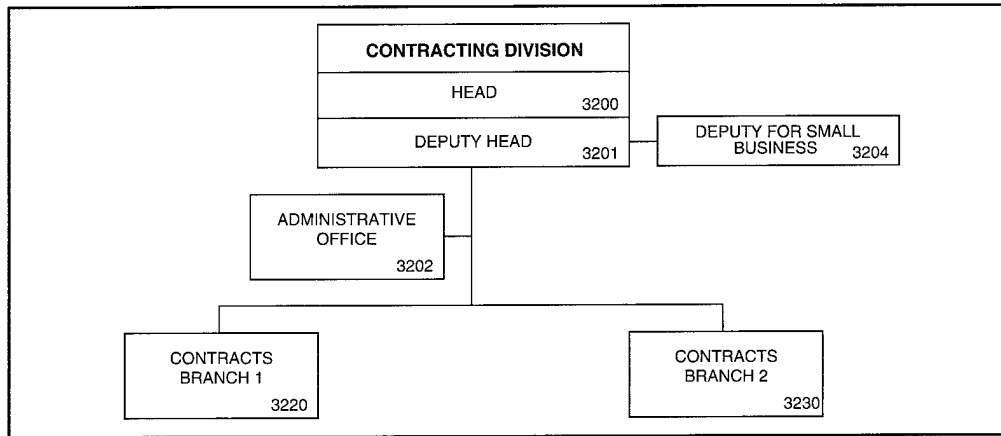 CONTRACTING DIVISION
HEAD
3200
DEPUTY HEAD
3201
DEPUTY FOR SMALL
BUSINESS
3204
ADMINISTRATIVE
OFFICE
3202
CONTRACTS
BRANCH 1
3220
CONTRACTS
BRANCH 2
3230